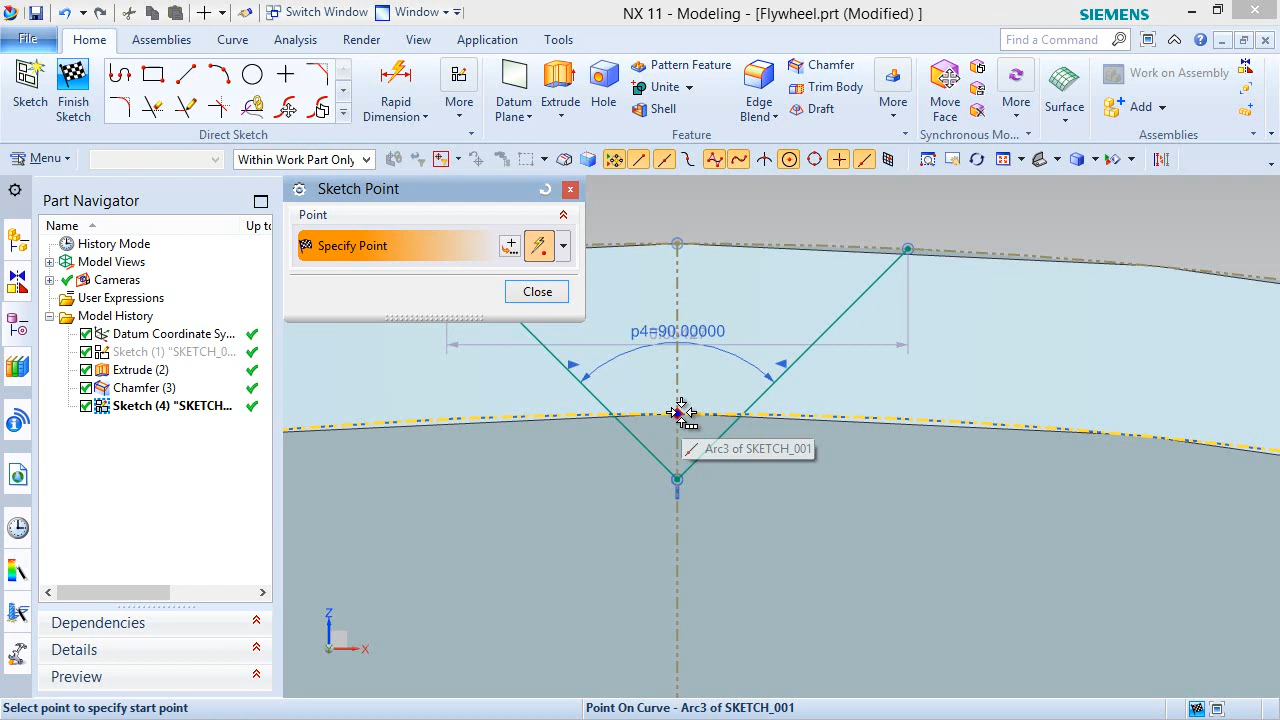 Switch Window
Window
NX 11 - Modeling - [Flywheel.prt (Modified) ]
SIEMENS
File
Home
Assemblies
Curve
Analysis
Render
View
Application
Tools
Find a Command
Sketch
Finish
Sketch
Direct Sketch
Rapid
Dimension
More
Datum
Plane
Extrude
Hole
Pattern Feature
Unite
Shell
Edge
Blend
Chamfer
Trim Body
Draft
More
Feature
Move
Face
More
Synchronous Mo...
Surface
Work on Assembly
Add
Assemblies
Menu
Within Work Part Only
Part Navigator
Name
Up to
History Mode
Model Views
Cameras
User Expressions
Model History
Datum Coordinate Sy...
Sketch (1) "SKETCH_0...
Extrude (2)
Chamfer (3)
Sketch (4) "SKETCH...
Dependencies
Details
Preview
Sketch Point
Point
Specify Point
Close
p4=90.00000
Arc3 of SKETCH_001
Z
X
Y
Select point to specify start point
Point On Curve - Arc3 of SKETCH_001